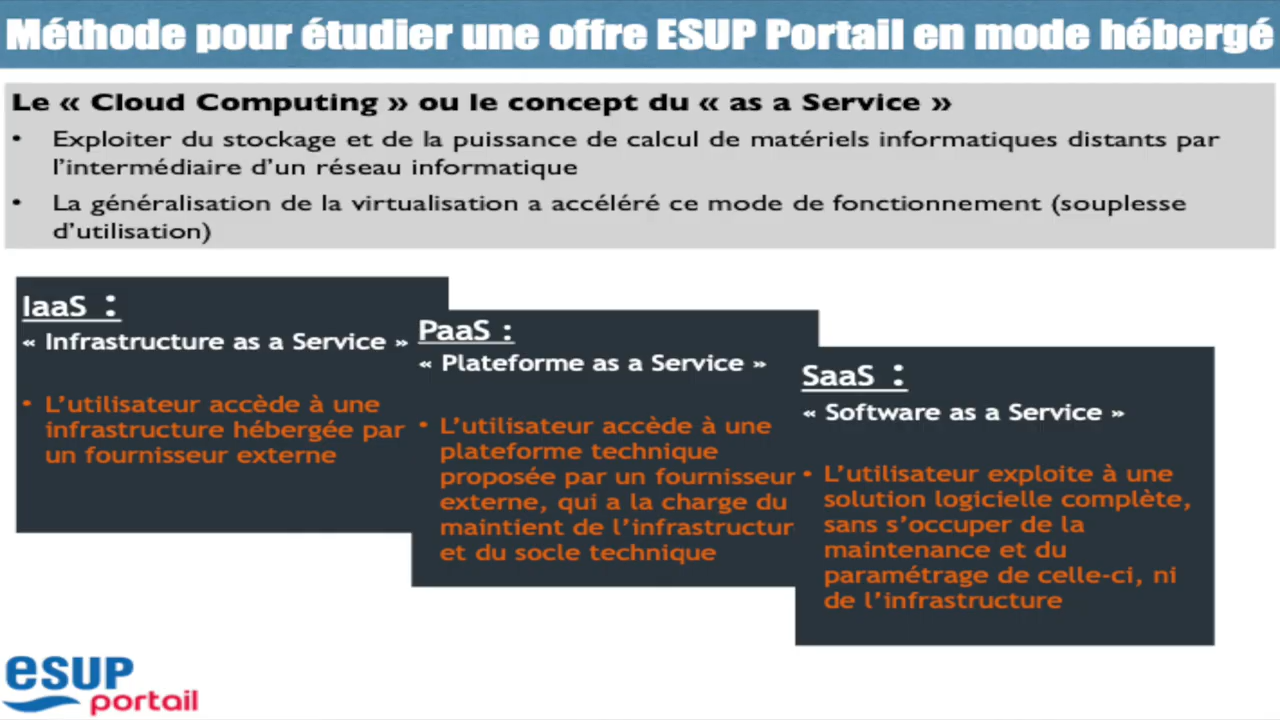 Méthode pour étudier une offre ESUP Portail en mode hébergé
Le « Cloud Computing » ou le concept du « as a Service »
• Exploiter du stockage et de la puissance de calcul de matériels informatiques distants par
l'intermédiaire d'un réseau informatique
• La généralisation de la virtualisation a accéléré ce mode de fonctionnement (souplesse
d'utilisation)
IaaS :
« Infrastructure as a Service »
• L'utilisateur accède à une
infrastructure hébergée par
un fournisseur externe
PaaS :
« Plateforme as a Service »
• L'utilisateur accède à une
plateforme technique
proposée par un fournisseur
externe, qui a la charge du
maintient de l'infrastructur
et du socle technique
SaaS :
« Software as a Service »
• L'utilisateur exploite à une
solution logicielle complète,
sans s'occuper de la
maintenance et du
paramétrage de celle-ci, ni
de l'infrastructure
esup
portail